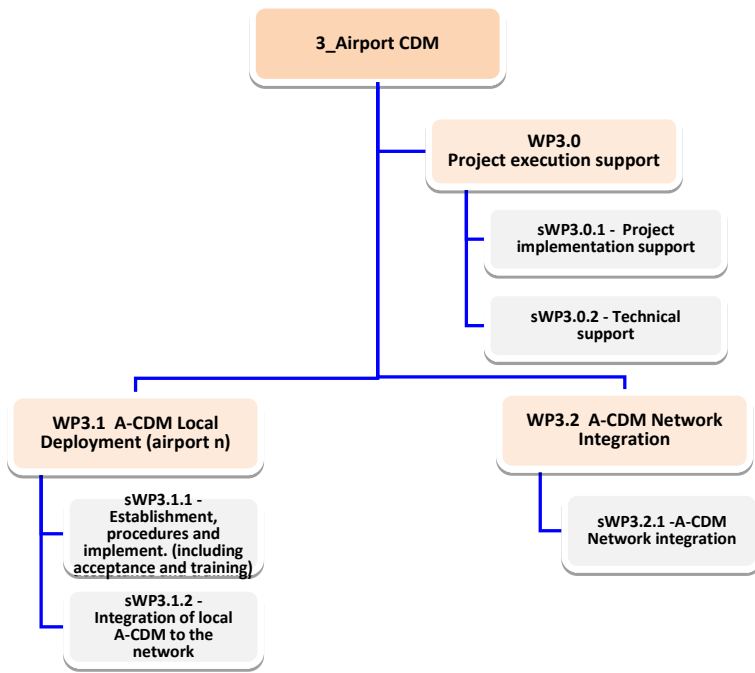 3_Airport CDM
WP3.0
Project execution support
sWP3.0.1 - Project
implementation support
sWP3.0.2 - Technical
support
WP3.1 A-CDM Local
Deployment (airport n)
sWP3.1.1 -
Establishment,
procedures and
implement. (including
acceptance and training)
sWP3.1.2 -
Integration of local
A-CDM to the
network
WP3.2 A-CDM Network
Integration
sWP3.2.1 -A-CDM
Network integration